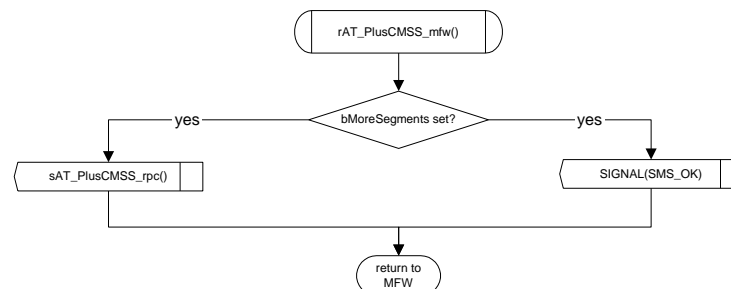 rAT_PlusCMSS_mfw()
bMoreSegments set?
yes
yes
sAT_PlusCMSS_rpc()
SIGNAL(SMS_OK)
return to
MFW